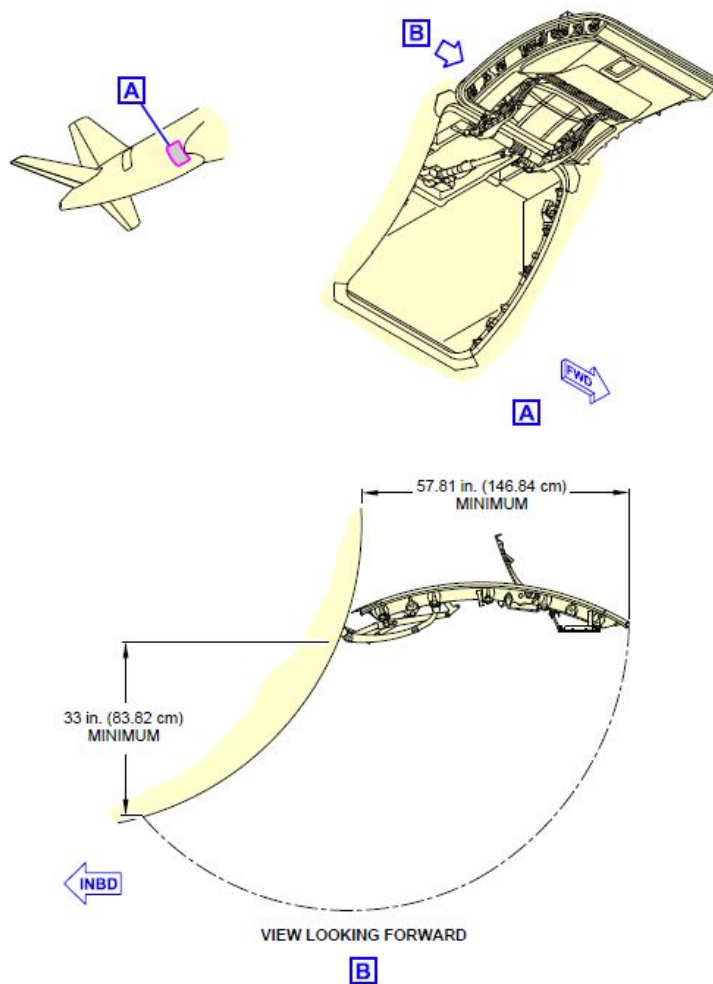 B
A
FWD
A
57.81 in. (146.84 cm)
MINIMUM
33 in. (83.82 cm)
MINIMUM
INBD
VIEW LOOKING FORWARD
B